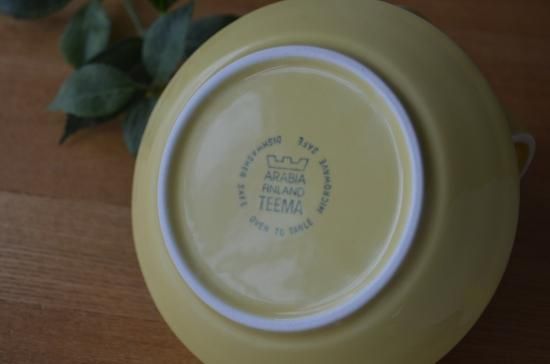 ARABIA
FINLAND
TEEMA
OVEN TO TABLE MICROWAVE SAFE DISHWASHER SAFE